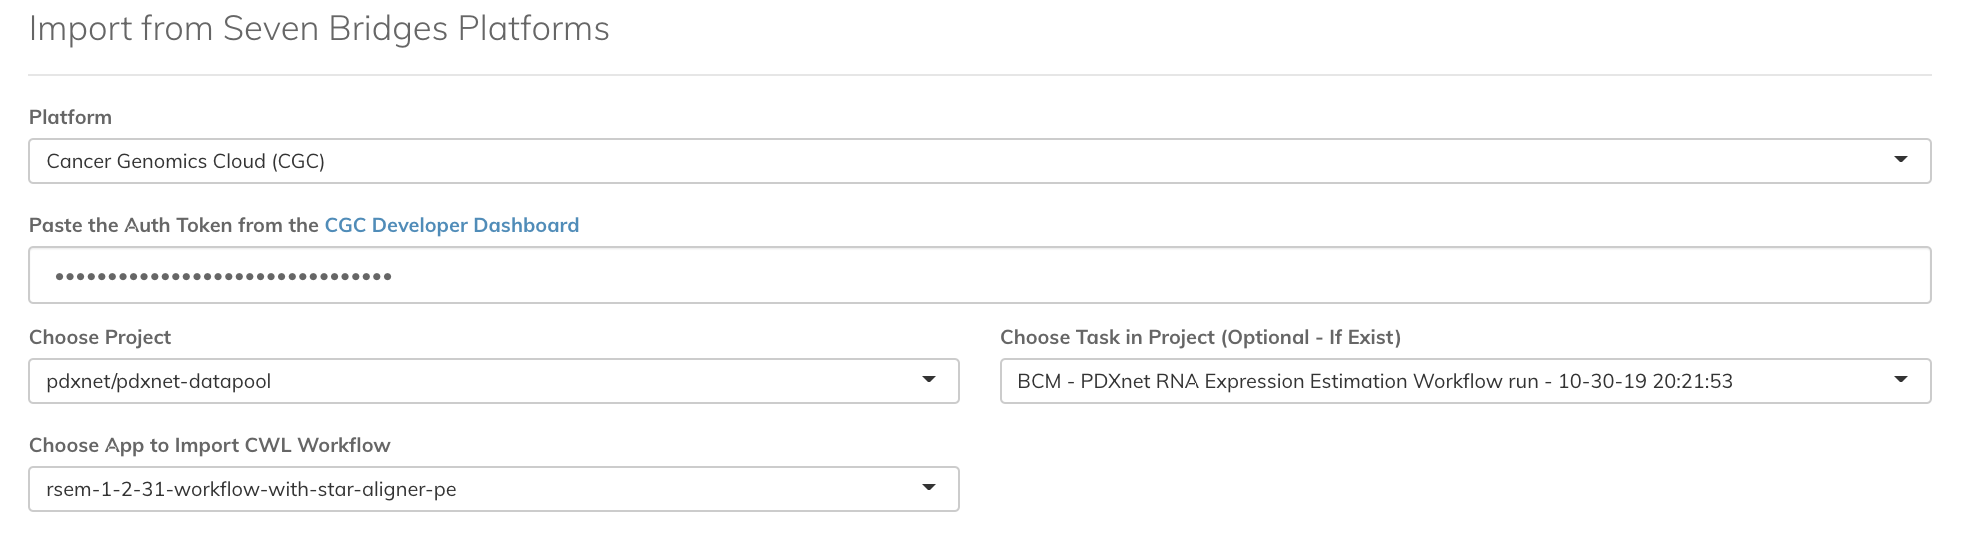 Import from Seven Bridges Platforms
Platform
Cancer Genomics Cloud (CGC)
Paste the Auth Token from the CGC Developer Dashboard
••••••••••••••••••••••••••••••••
Choose Project
Choose Task in Project (Optional - If Exist)
pdxnet/pdxnet-datapool
BCM - PDXnet RNA Expression Estimation Workflow run - 10-30-19 20:21:53
Choose App to Import CWL Workflow
rsem-1-2-31-workflow-with-star-aligner-pe